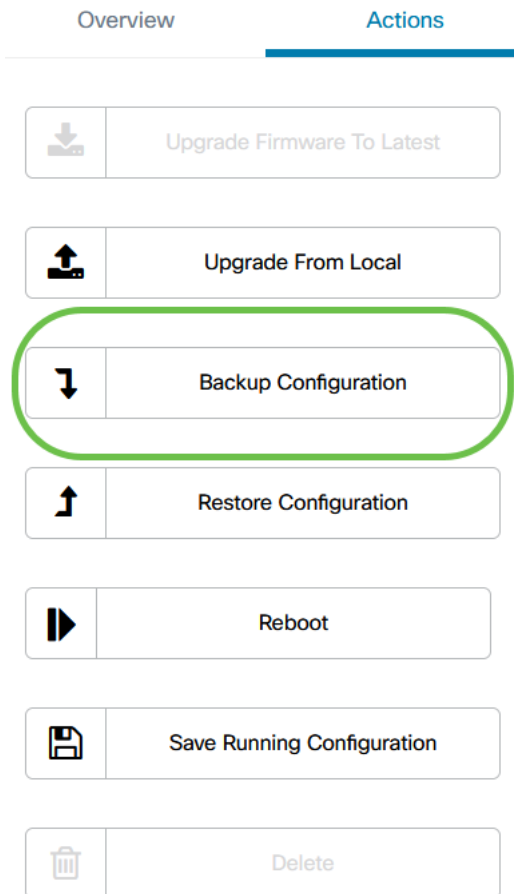 Overview Actions
Upgrade Firmware To Latest
Upgrade From Local
Backup Configuration
Restore Configuration
Reboot
Save Running Configuration
Delete